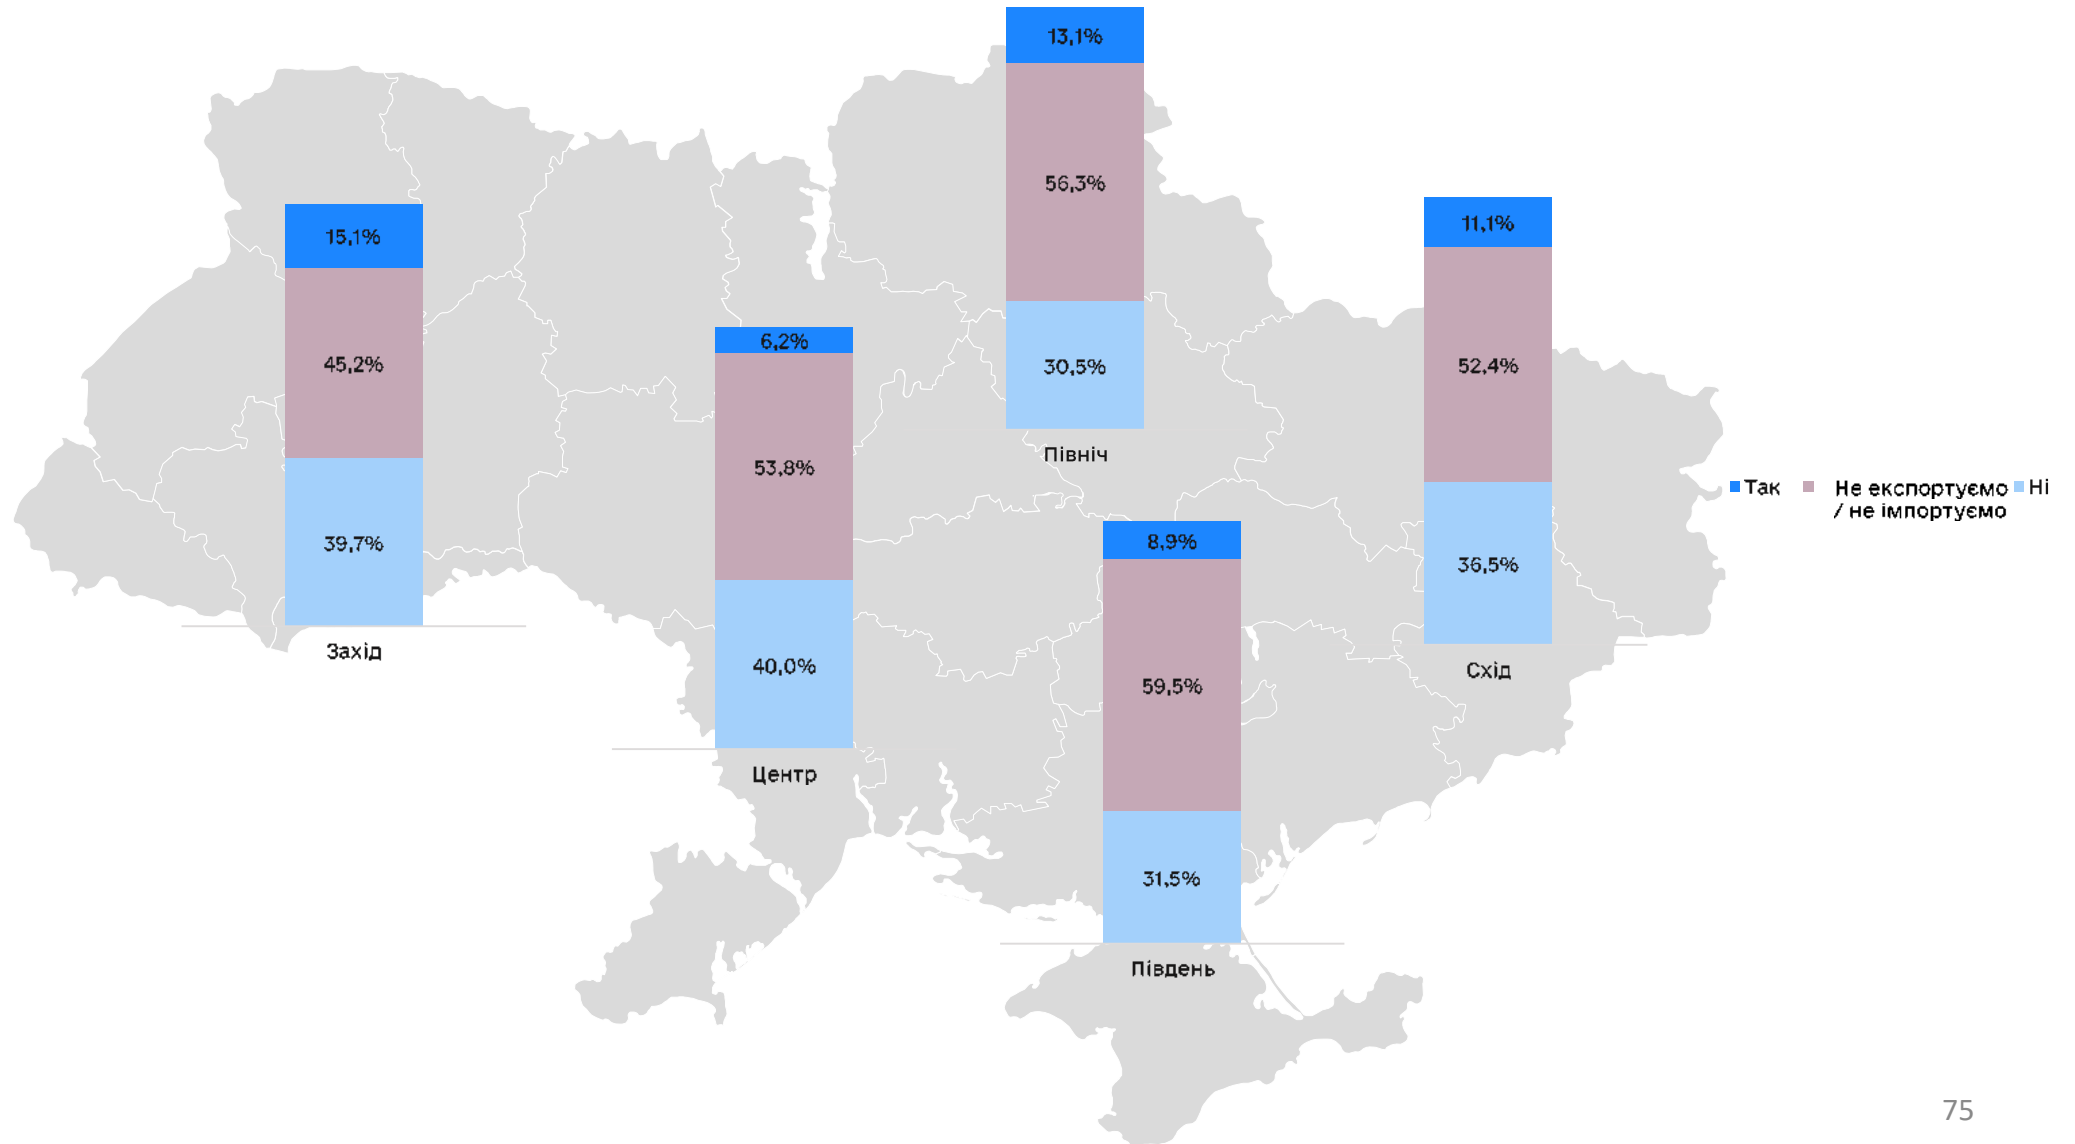 13,1%
56,3%
30,5%
Північ
15,1%
45,2%
39,7%
Захід
6,2%
53,8%
40,0%
Центр
11,1%
52,4%
36,5%
Схід
8,9%
59,5%
31,5%
Південь
Так
Не експортуємо
/ не імпортуємо
Ні
75